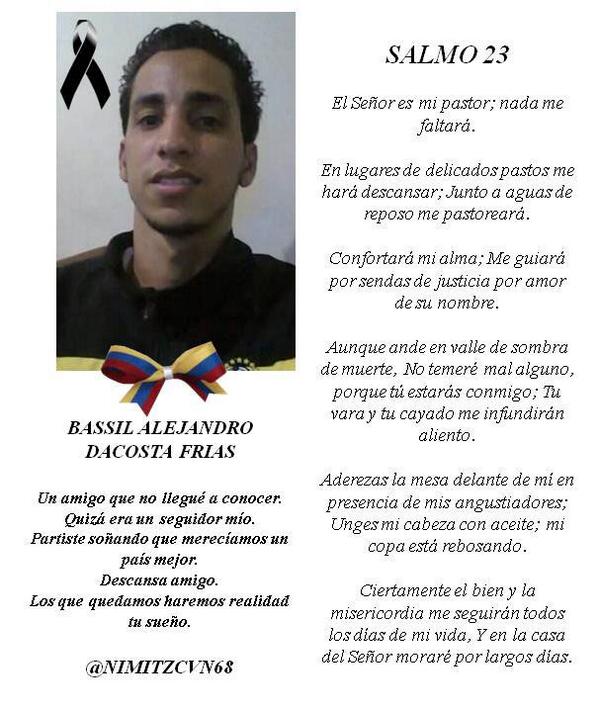 BASSIL ALEJANDRO
DACOSTA FRIAS
Un amigo que no llegué a conocer.
Quizá era un seguidor mío.
Partiste soñando que merecíamos un
país mejor.
Descansa amigo.
Los que quedamos haremos realidad
tu sueño.
@NIMITZCVN68
SALMO 23
El Señor es mi pastor; nada me
faltará.
En lugares de delicados pastos me
hará descansar; Junto a aguas de
reposo me pastoreará.
Confortará mi alma; Me guiará
por sendas de justicia por amor
de su nombre.
Aunque ande en valle de sombra
de muerte, No temeré mal alguno,
porque tú estarás conmigo; Tu
vara y tu cayado me infundirán
aliento.
Aderezas la mesa delante de mí en
presencia de mis angustiadores;
Unges mi cabeza con aceite; mi
copa está rebosando.
Ciertamente el bien y la
misericordia me seguirán todos
los días de mi vida, Y en la casa
del Señor moraré por largos días.